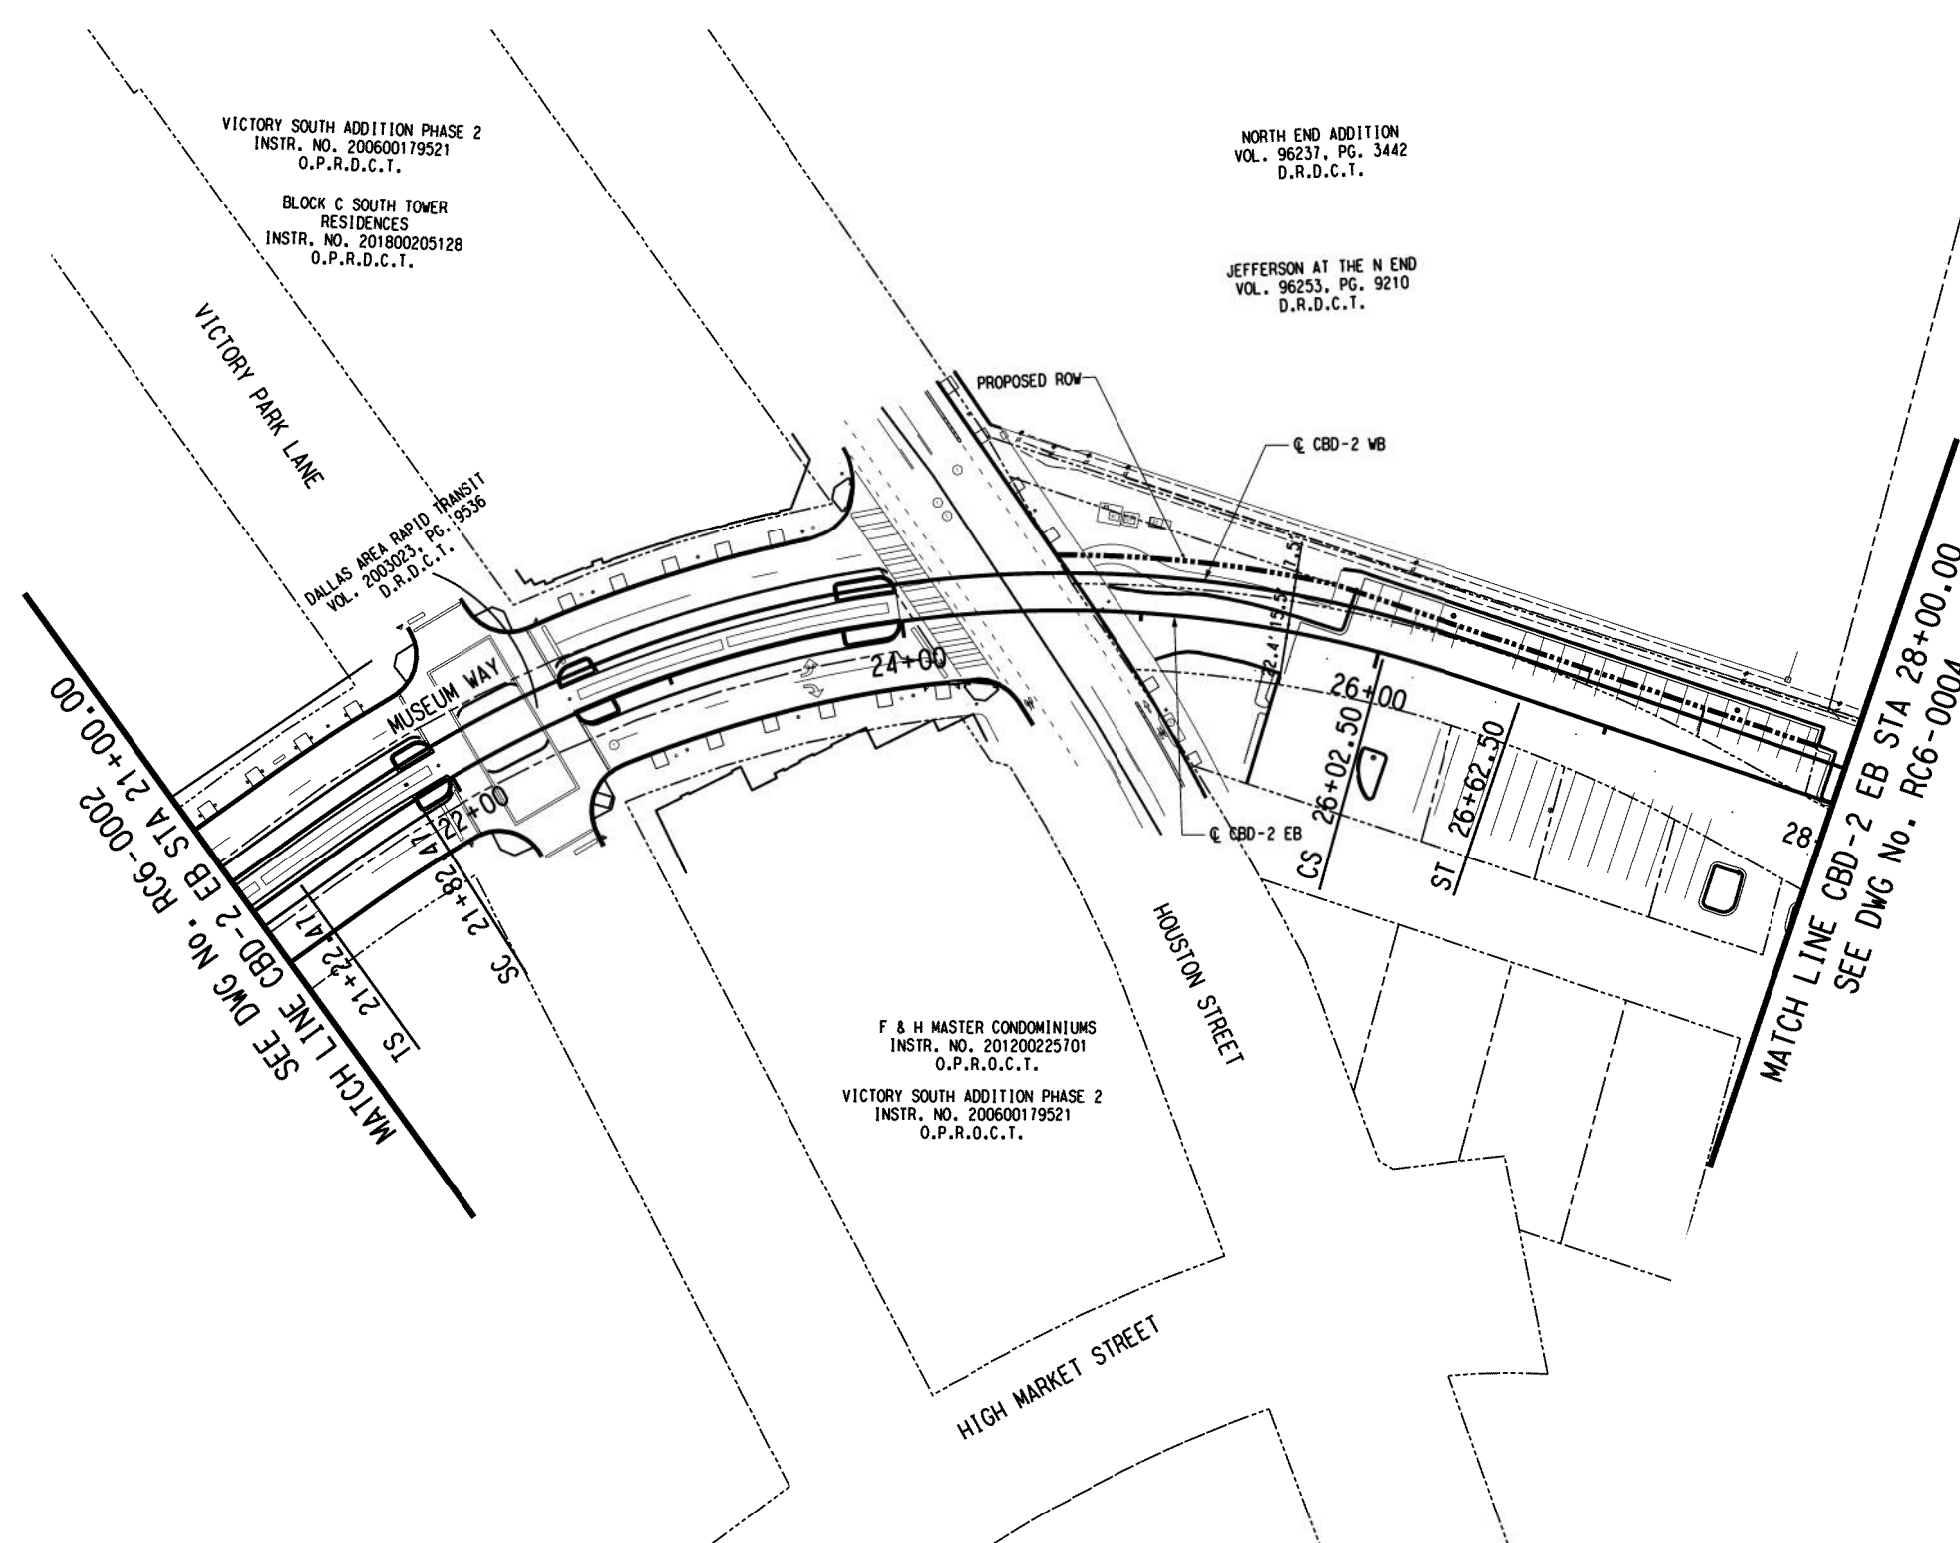 VICTORY SOUTH ADDITION PHASE 2
INSTR. NO. 200600179521
O.P.R.D.C.T.
BLOCK C SOUTH TOWER
RESIDENCES
INSTR. NO. 201800205128
O.P.R.D.C.T.
NORTH END ADDITION
VOL. 96237, PG. 3442
D.R.D.C.T.
JEFFERSON AT THE N END
VOL. 96253, PG. 9210
D.R.D.C.T.
VICTORY PARK LANE
PROPOSED ROW
℄ CBD-2 WB
DALLAS AREA RAPID TRANSIT
VOL. 2003023, PG. 9536
D.R.D.C.T.
MUSEUM WAY
22+00
24+00
26+00
28
℄ CBD-2 EB
CS 26+02.50
ST 26+62.50
TS 21+22.47
SC 21+82.47
MATCH LINE CBD-2 EB STA 21+00.00
SEE DWG No. RC6-0002
MATCH LINE CBD-2 EB STA 28+00.00
SEE DWG No. RC6-0004
HOUSTON STREET
F & H MASTER CONDOMINIUMS
INSTR. NO. 201200225701
O.P.R.O.C.T.
VICTORY SOUTH ADDITION PHASE 2
INSTR. NO. 200600179521
O.P.R.O.C.T.
HIGH MARKET STREET